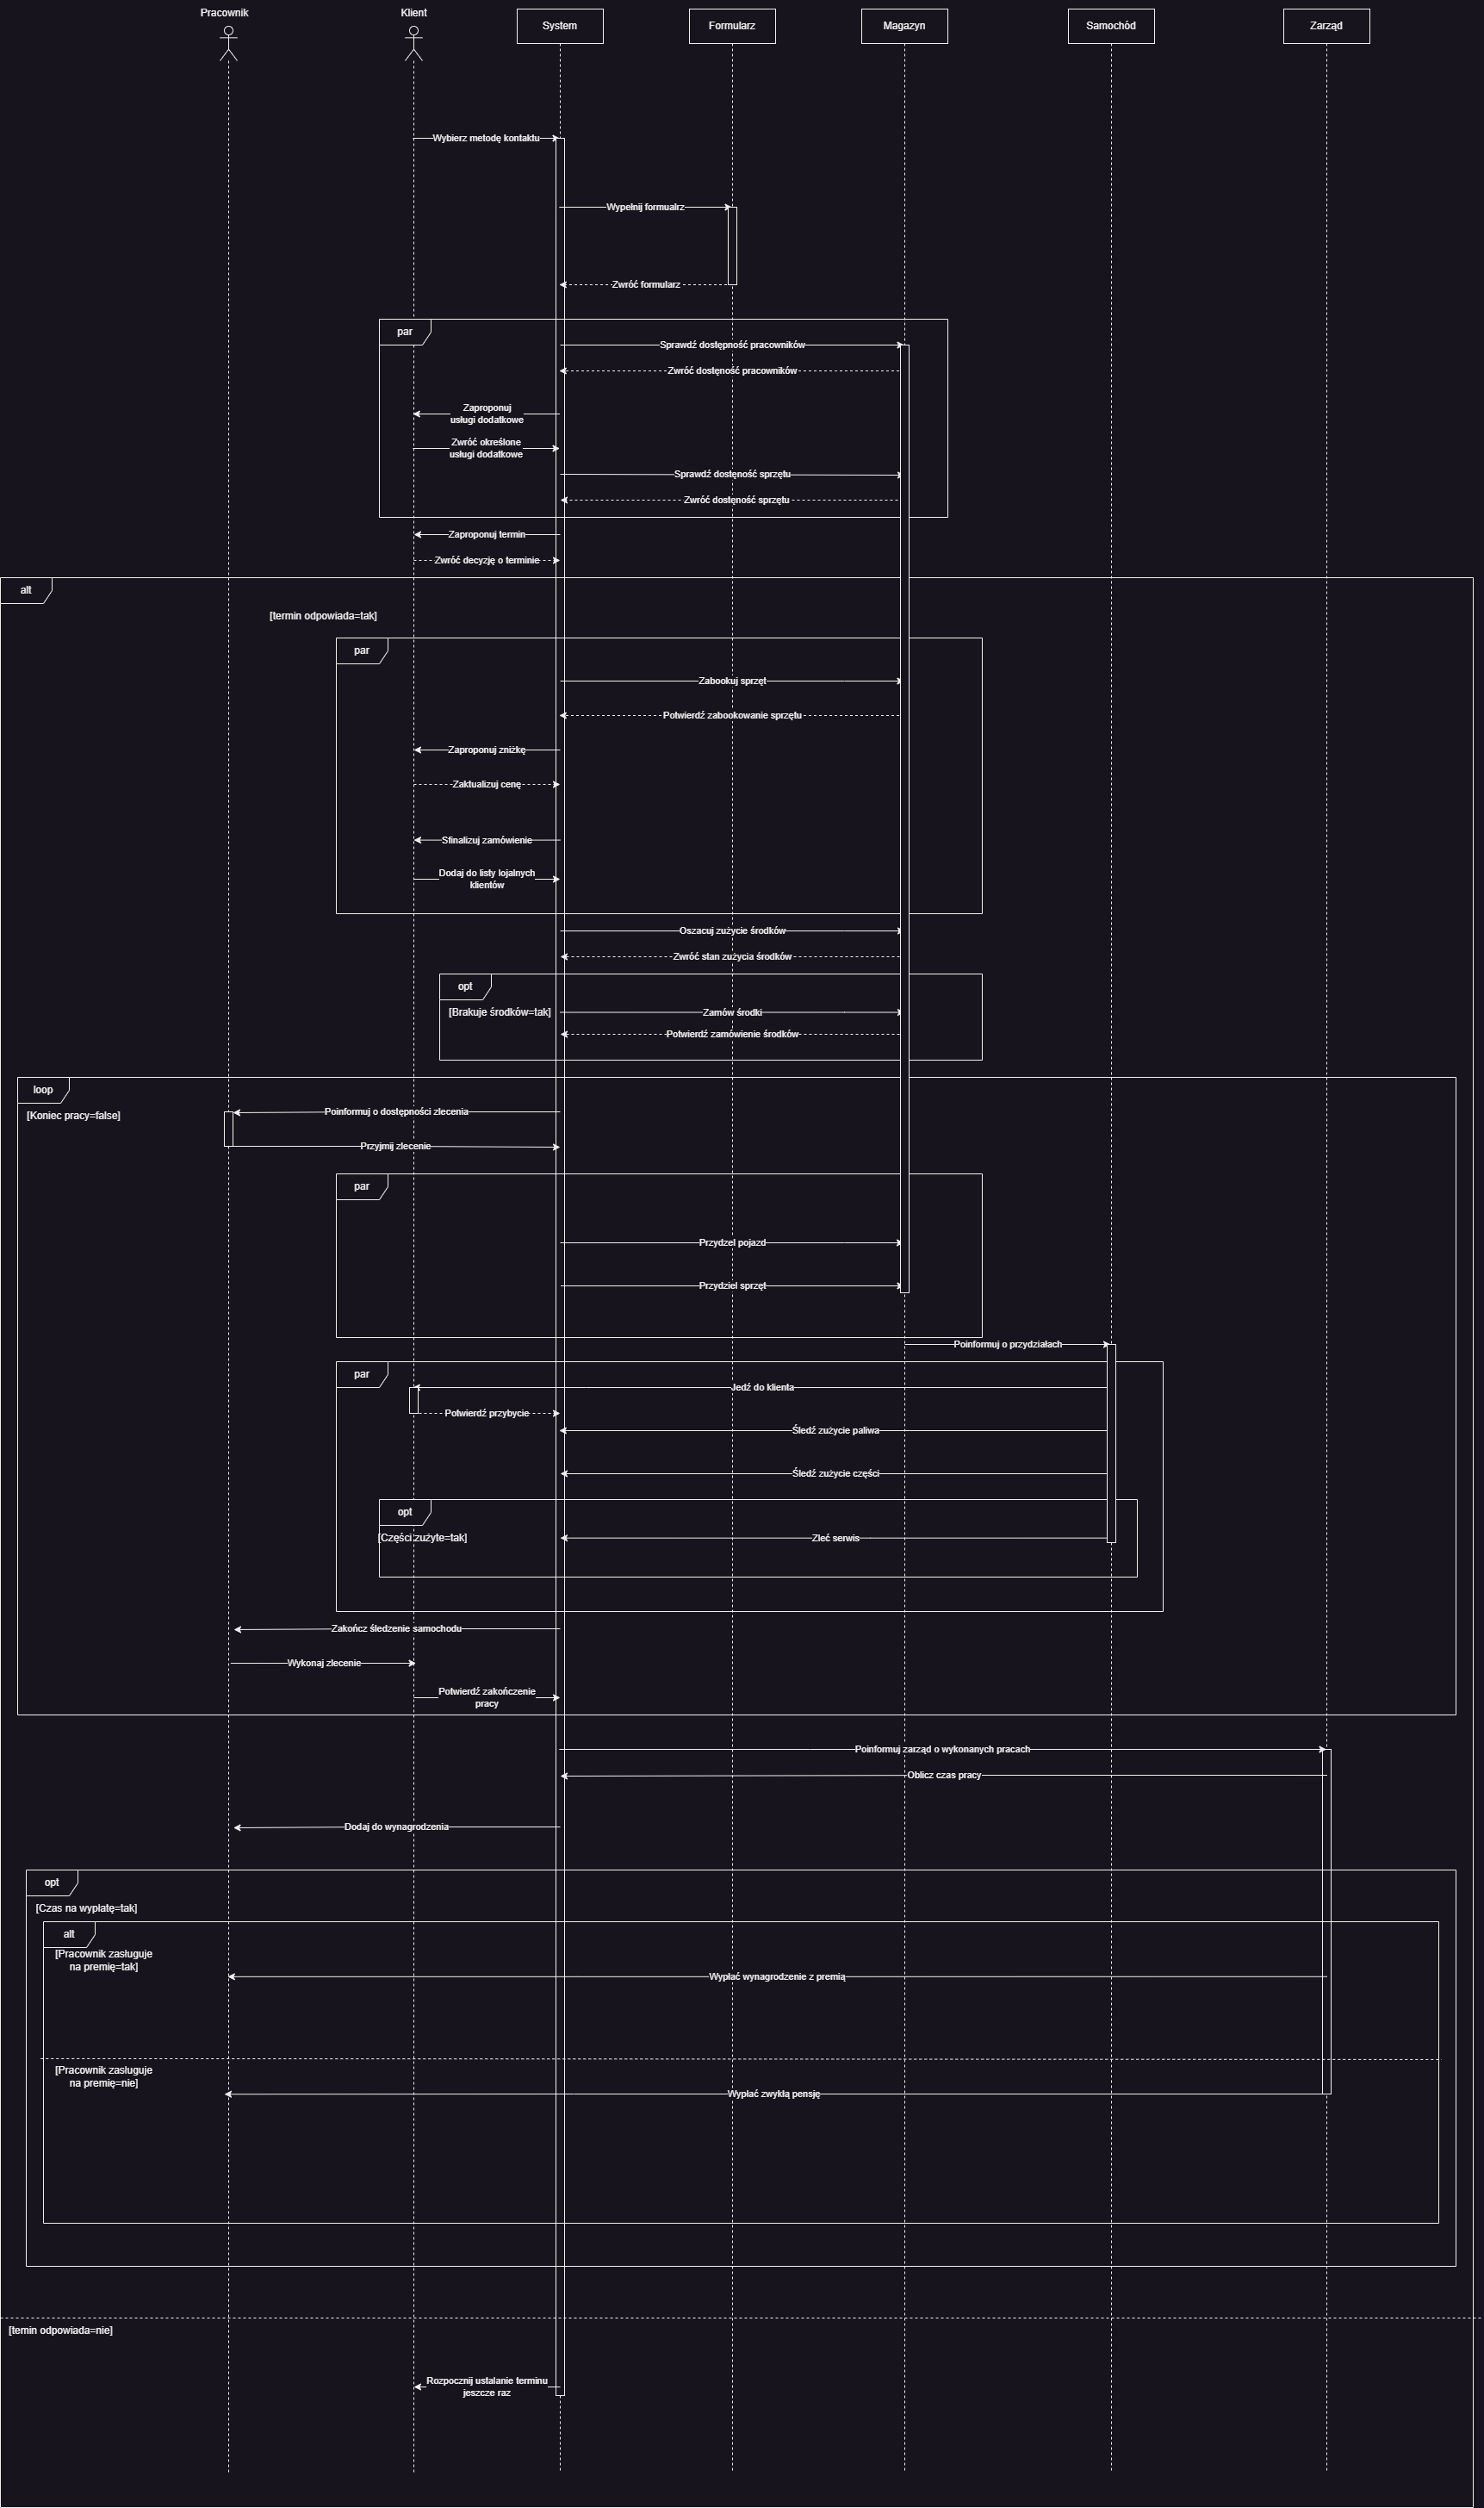 Pracownik
Klient
System
Formularz
Magazyn
Samochód
Zarząd
Wybierz metodę kontaktu
Wypełnij formualrz
Zwróć formularz
par
Sprawdź dostępność pracowników
Zwróć dostęność pracowników
Zaproponuj
usługi dodatkowe
Zwróć określone
usługi dodatkowe
Sprawdź dostęność sprzętu
Zwróć dostęność sprzętu
Zaproponuj termin
Zwróć decyzję o terminie
alt
[termin odpowiada=tak]
par
Zabookuj sprzęt
Potwierdź zabookowanie sprzętu
Zaproponuj zniżkę
Zaktualizuj cenę
Sfinalizuj zamówienie
Dodaj do listy lojalnych
klientów
Oszacuj zużycie środków
Zwróć stan zużycia środków
opt
[Brakuje środków=tak]
Zamów środki
Potwierdź zamówienie środków
loop
[Koniec pracy=false]
Poinformuj o dostępności zlecenia
Przyjmij zlecenie
par
Przydzel pojazd
Przydziel sprzęt
Poinformuj o przydziałach
par
Jedź do klienta
Potwierdź przybycie
Śledź zużycie paliwa
Śledź zużycie części
opt
[Części zużyte=tak]
Zleć serwis
Zakończ śledzenie samochodu
Wykonaj zlecenie
Potwierdź zakończenie
pracy
Poinformuj zarząd o wykonanych pracach
Oblicz czas pracy
Dodaj do wynagrodzenia
opt
[Czas na wypłatę=tak]
alt
[Pracownik zasługuje
na premię=tak]
Wypłać wynagrodzenie z premią
[Pracownik zasługuje
na premię=nie]
Wypłać zwykłą pensję
[temin odpowiada=nie]
Rozpocznij ustalanie terminu
jeszcze raz